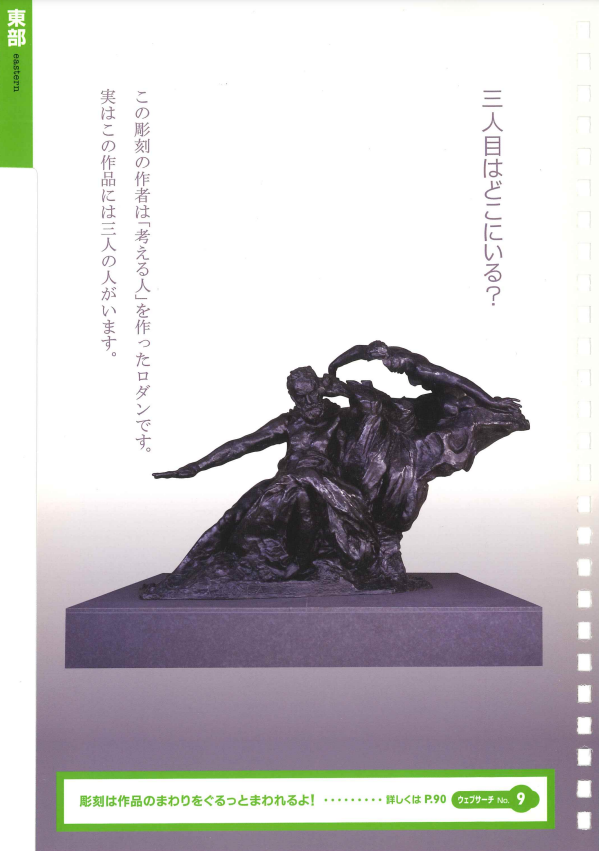 東部
eastern
三人目はどこにいる？
この彫刻の作者は「考える人」を作ったロダンです。
実はこの作品には三人の人がいます。
彫刻は作品のまわりをぐるっとまわれるよ！ ・・・・・・・・・ 詳しくは P.90 ウェブサーチ No. 9